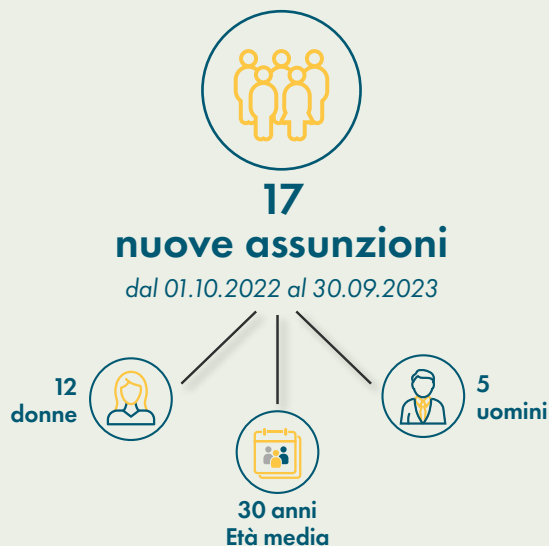 17
nuove assunzioni
dal 01.10.2022 al 30.09.2023
12
donne
5
uomini
30 anni
Età media